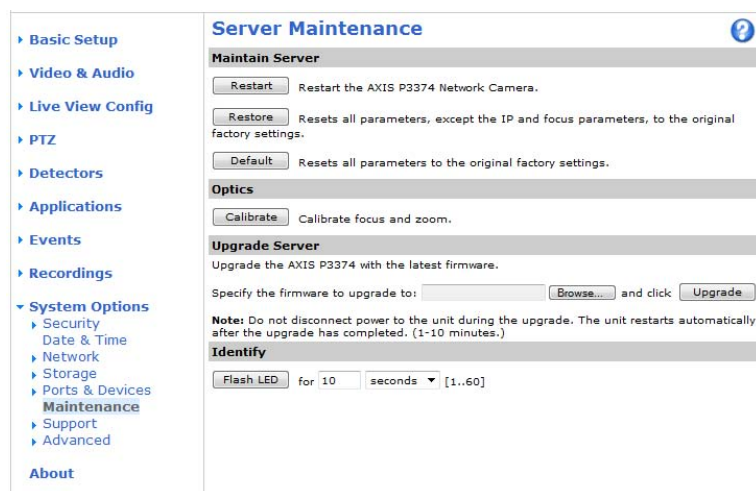 Basic Setup
Video & Audio
Live View Config
PTZ
Detectors
Applications
Events
Recordings
System Options
Security
Date & Time
Network
Storage
Ports & Devices
Maintenance
Support
Advanced
About
Server Maintenance
?
Maintain Server
Restart Restart the AXIS P3374 Network Camera.
Restore Resets all parameters, except the IP and focus parameters, to the original
factory settings.
Default Resets all parameters to the original factory settings.
Optics
Calibrate Calibrate focus and zoom.
Upgrade Server
Upgrade the AXIS P3374 with the latest firmware.
Specify the firmware to upgrade to: Browse... and click Upgrade
Note: Do not disconnect power to the unit during the upgrade. The unit restarts automatically
after the upgrade has completed. (1-10 minutes.)
Identify
Flash LED for 10 seconds [1..60]